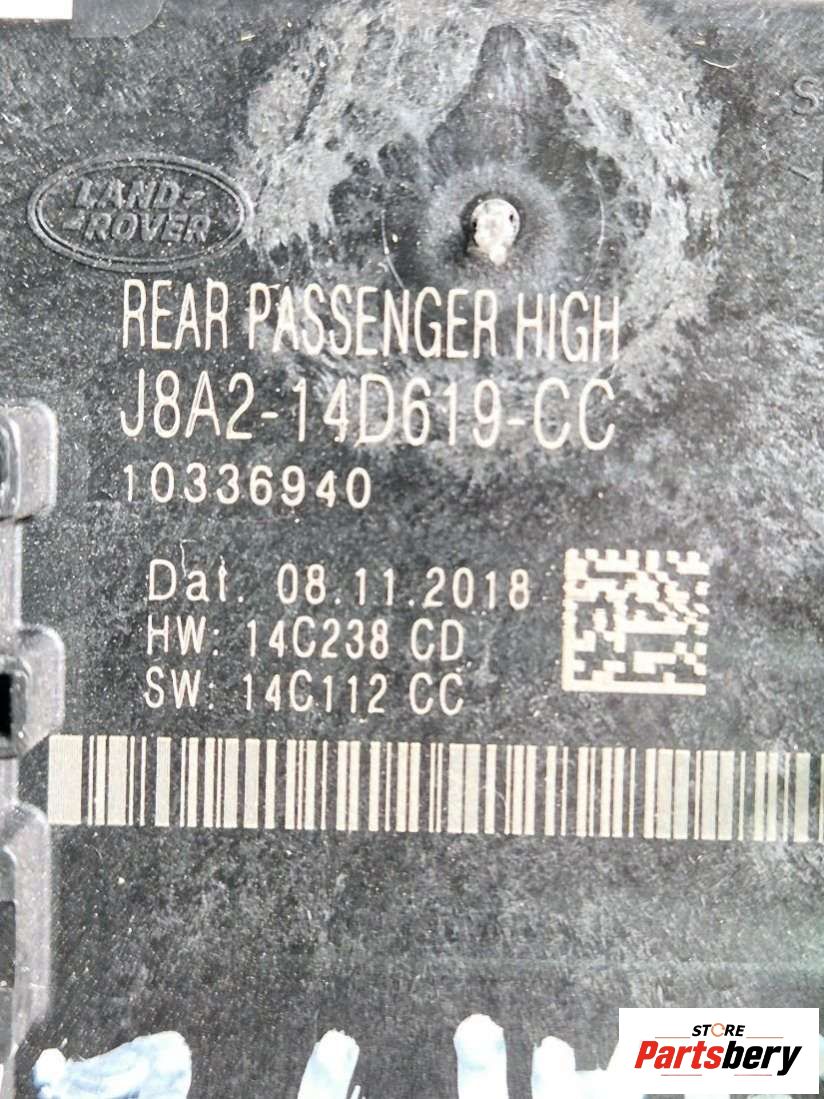 LAND-
-ROVER
REAR PASSENGER HIGH
J8A2-14D619-CC
10336940
Dat. 08.11.2018
HW: 14C238 CD
SW: 14C112 CC
STORE
Partsbery